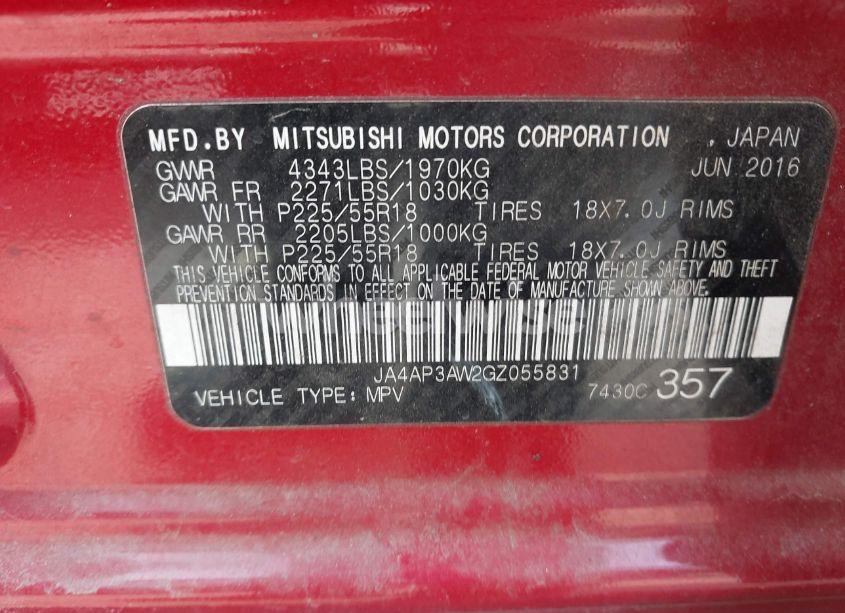 MFD.BY MITSUBISHI MOTORS CORPORATION , JAPAN
GVWR 4343LBS/1970KG JUN 2016
GAWR FR 2271LBS/1030KG
WITH P225/55R18 TIRES 18X7.0J RIMS
GAWR RR 2205LBS/1000KG
WITH P225/55R18 TIRES 18X7.0J RIMS
THIS VEHICLE CONFORMS TO ALL APPLICABLE FEDERAL MOTOR VEHICLE SAFETY AND THEFT
PREVENTION STANDARDS IN EFFECT ON THE DATE OF MANUFACTURE SHOWN ABOVE.
JA4AP3AW2GZ055831
VEHICLE TYPE: MPV 7430C 357